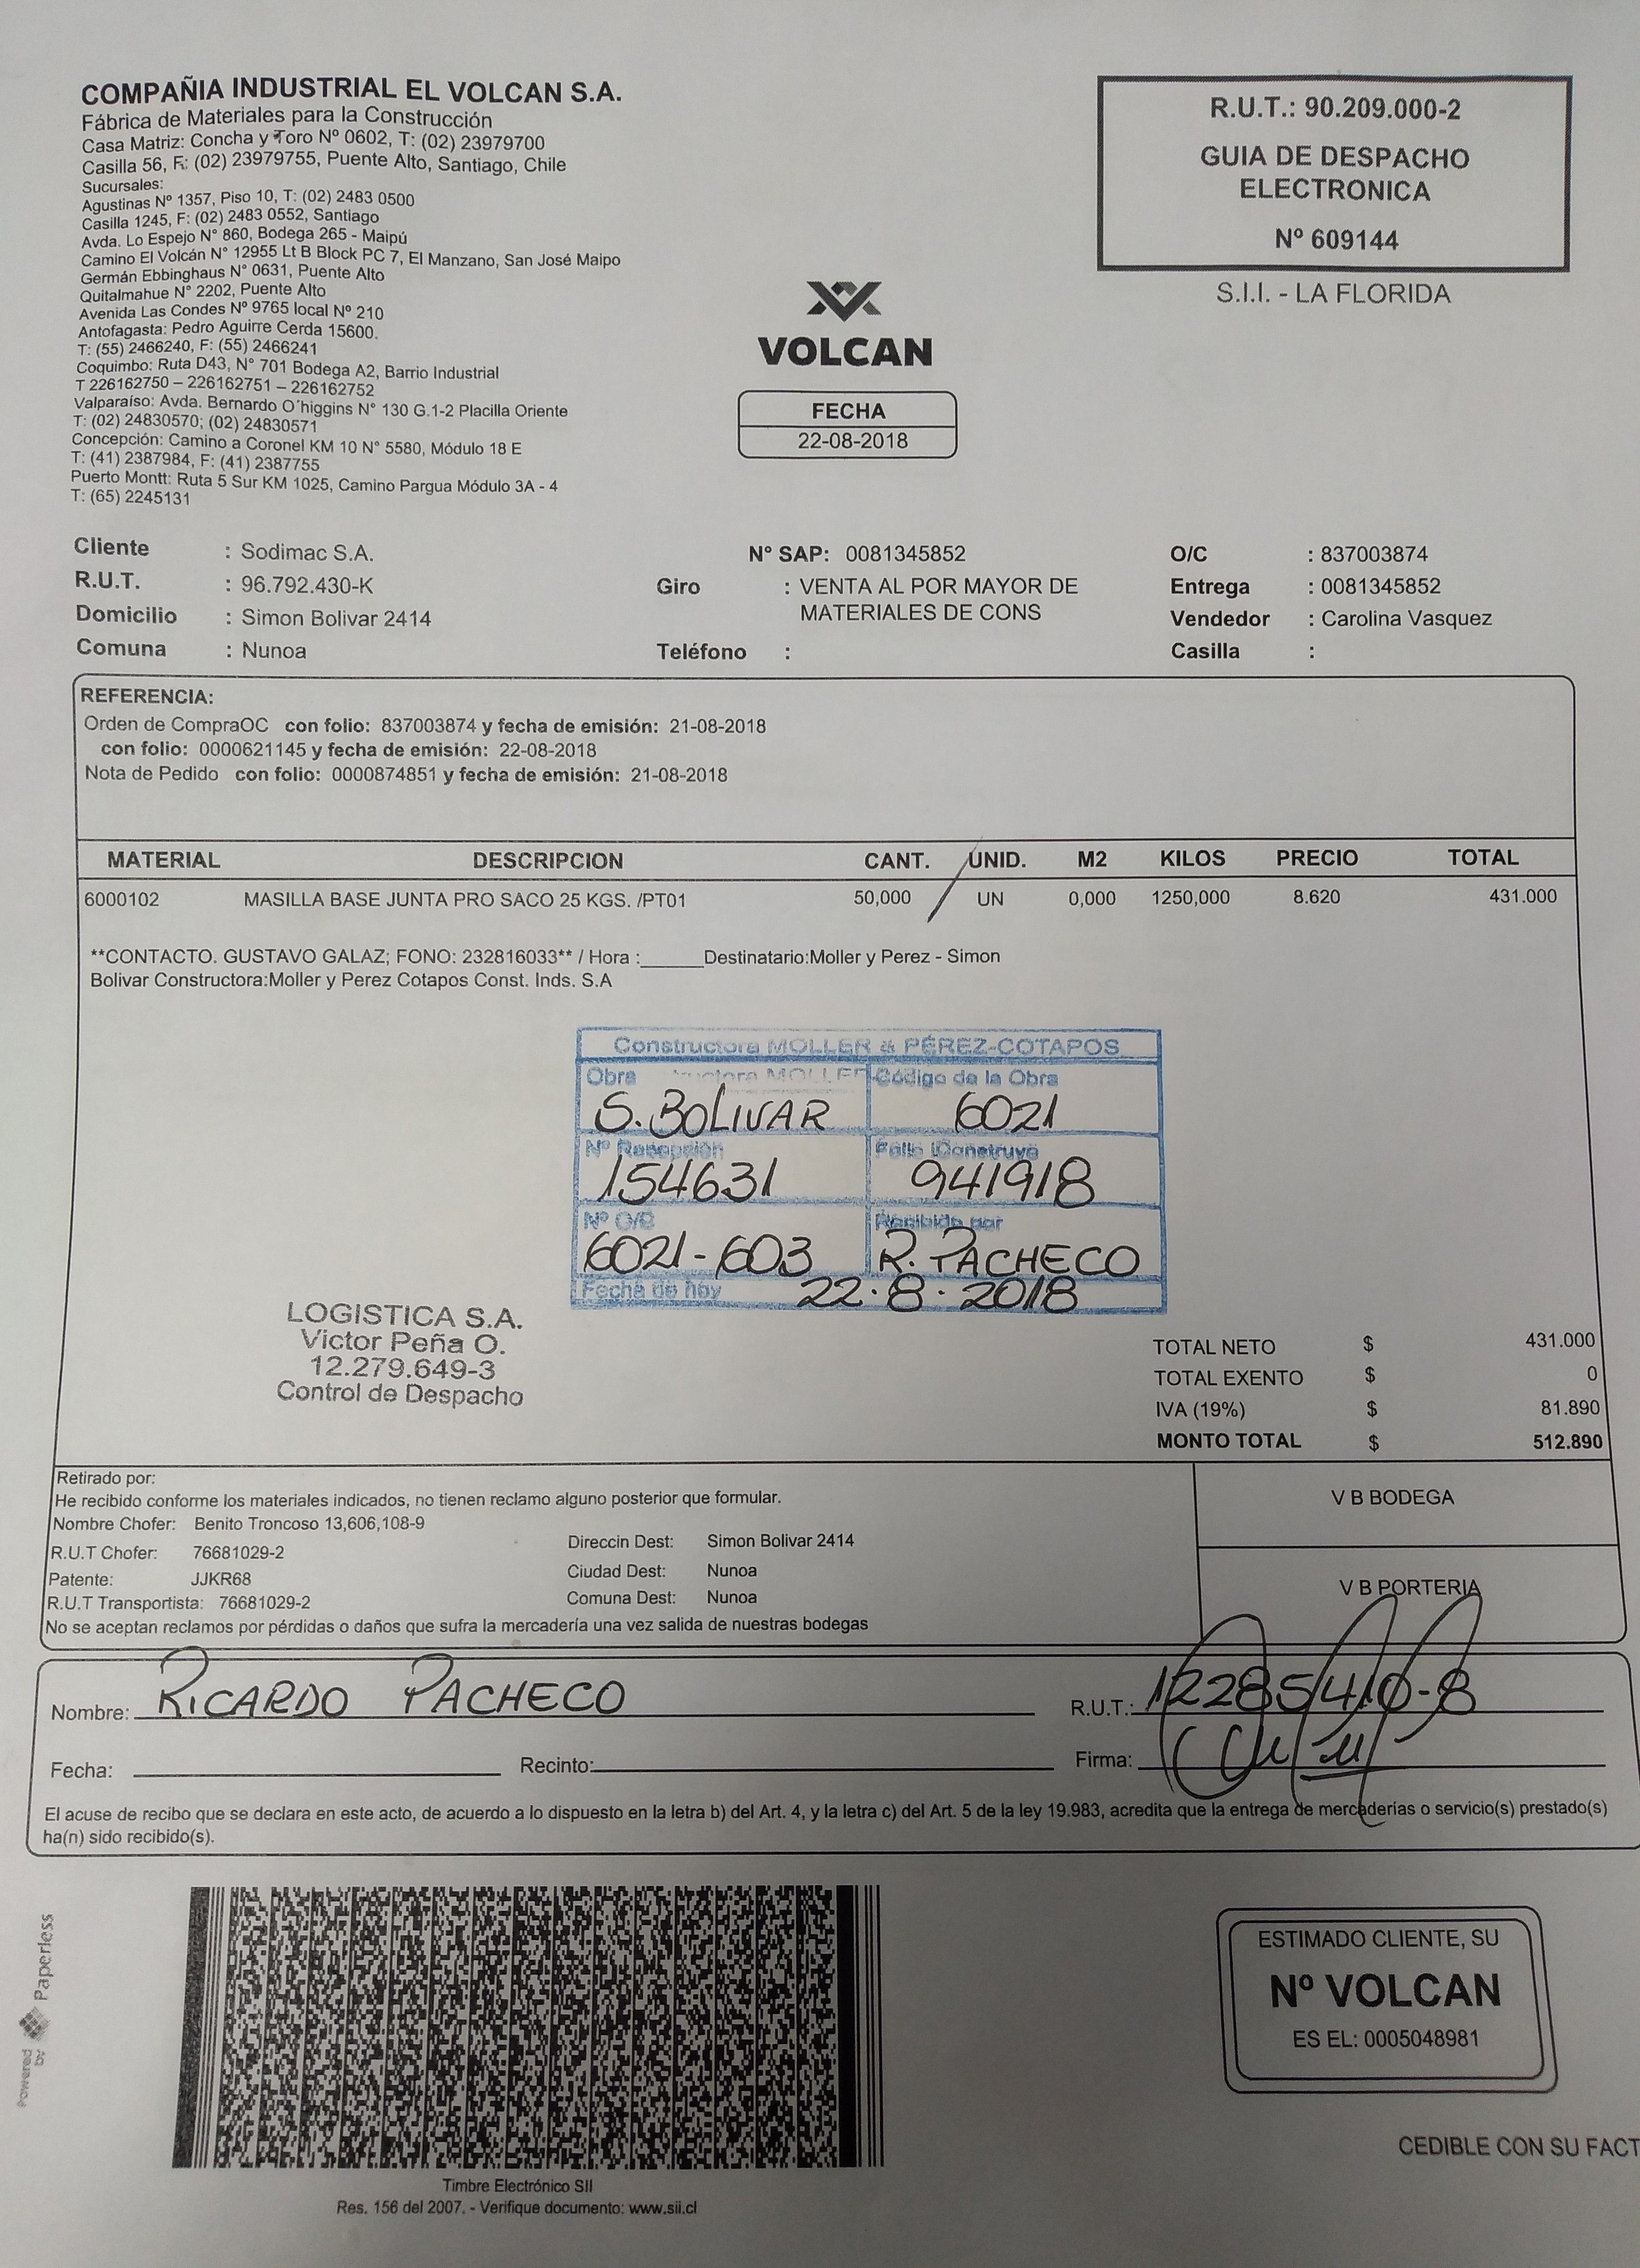 COMPAÑIA INDUSTRIAL EL VOLCAN S.A.
Fábrica de Materiales para la Construcción
Casa Matriz: Concha y Toro Nº 0602, T: (02) 23979700
Casilla 56, F: (02) 23979755, Puente Alto, Santiago, Chile
Sucursales:
Agustinas Nº 1357, Piso 10, T: (02) 2483 0500
Casilla 1245, F: (02) 2483 0552, Santiago
Avda. Lo Espejo N° 860, Bodega 265 - Maipú
Camino El Volcán N° 12955 Lt B Block PC 7, El Manzano, San José Maipo
Germán Ebbinghaus N° 0631, Puente Alto
Quitalmahue N° 2202, Puente Alto
Avenida Las Condes Nº 9765 local Nº 210
Antofagasta: Pedro Aguirre Cerda 15600.
T: (55) 2466240, F: (55) 2466241
Coquimbo: Ruta D43, N° 701 Bodega A2, Barrio Industrial
T 226162750 – 226162751 – 226162752
Valparaíso: Avda. Bernardo O´higgins N° 130 G.1-2 Placilla Oriente
T: (02) 24830570; (02) 24830571
Concepción: Camino a Coronel KM 10 N° 5580, Módulo 18 E
T: (41) 2387984, F: (41) 2387755
Puerto Montt: Ruta 5 Sur KM 1025, Camino Pargua Módulo 3A - 4
T: (65) 2245131
R.U.T.: 90.209.000-2
GUIA DE DESPACHO
ELECTRONICA
Nº 609144
S.I.I. - LA FLORIDA
VOLCAN
FECHA
22-08-2018
Cliente : Sodimac S.A. N° SAP: 0081345852 O/C : 837003874
R.U.T. : 96.792.430-K Giro : VENTA AL POR MAYOR DE Entrega : 0081345852
Domicilio : Simon Bolivar 2414 MATERIALES DE CONS Vendedor : Carolina Vasquez
Comuna : Nunoa Teléfono : Casilla :
REFERENCIA:
Orden de CompraOC con folio: 837003874 y fecha de emisión: 21-08-2018
con folio: 0000621145 y fecha de emisión: 22-08-2018
Nota de Pedido con folio: 0000874851 y fecha de emisión: 21-08-2018
MATERIAL DESCRIPCION CANT. UNID. M2 KILOS PRECIO TOTAL
6000102 MASILLA BASE JUNTA PRO SACO 25 KGS. /PT01 50,000 UN 0,000 1250,000 8.620 431.000
**CONTACTO. GUSTAVO GALAZ; FONO: 232816033** / Hora :______Destinatario:Moller y Perez - Simon
Bolivar Constructora:Moller y Perez Cotapos Const. Inds. S.A
Constructora MOLLER & PÉREZ-COTAPOS
Obra Código de la Obra
S. BOLIVAR 6021
Nº Recepción Folio IConstruye
154631 941918
Nº O/C Recibido por
6021-603 R. PACHECO
Fecha de hoy 22.8.2018
LOGISTICA S.A.
Victor Peña O.
12.279.649-3
Control de Despacho
TOTAL NETO $ 431.000
TOTAL EXENTO $ 0
IVA (19%) $ 81.890
MONTO TOTAL $ 512.890
Retirado por:
He recibido conforme los materiales indicados, no tienen reclamo alguno posterior que formular.
Nombre Chofer: Benito Troncoso 13,606,108-9
R.U.T Chofer: 76681029-2 Direccin Dest: Simon Bolivar 2414
Patente: JJKR68 Ciudad Dest: Nunoa
R.U.T Transportista: 76681029-2 Comuna Dest: Nunoa
No se aceptan reclamos por pérdidas o daños que sufra la mercadería una vez salida de nuestras bodegas
V B BODEGA
V B PORTERIA
Nombre: RICARDO PACHECO R.U.T.: 12285410-8
Fecha: Recinto: Firma:
El acuse de recibo que se declara en este acto, de acuerdo a lo dispuesto en la letra b) del Art. 4, y la letra c) del Art. 5 de la ley 19.983, acredita que la entrega de mercaderías o servicio(s) prestado(s)
ha(n) sido recibido(s).
Powered by Paperless
Timbre Electrónico SII
Res. 156 del 2007. - Verifique documento: www.sii.cl
ESTIMADO CLIENTE, SU
Nº VOLCAN
ES EL: 0005048981
CEDIBLE CON SU FACT